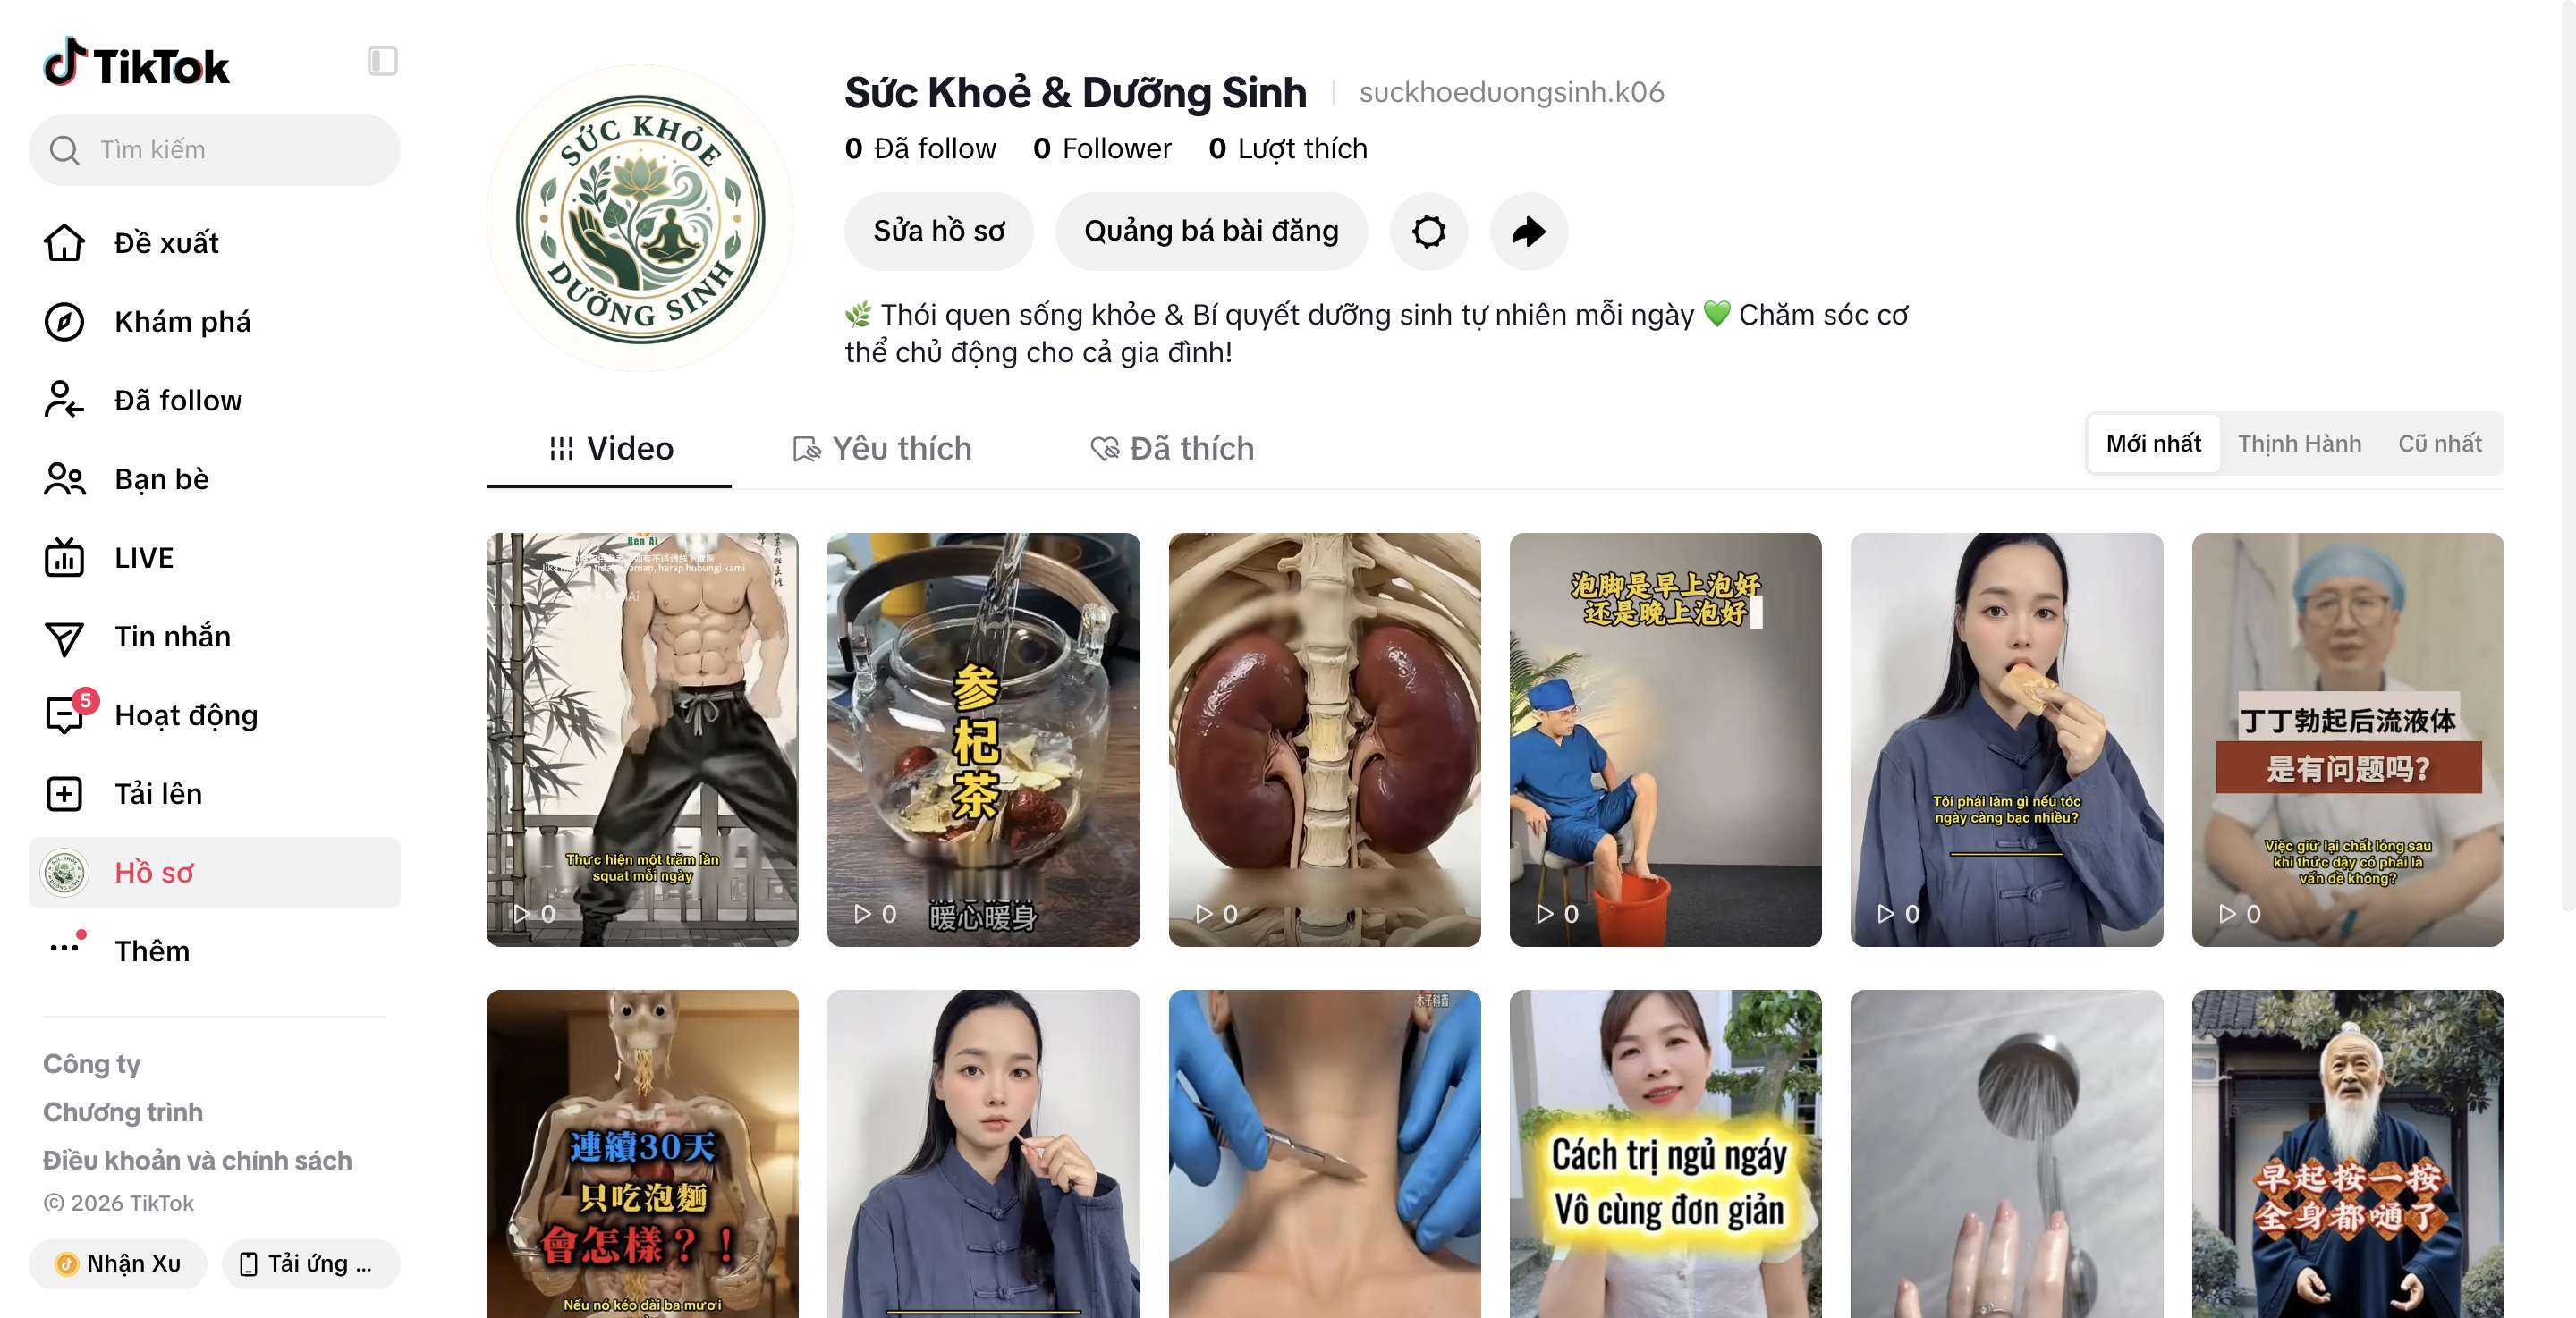 TikTok
Tìm kiếm
Đề xuất
Khám phá
Đã follow
Bạn bè
LIVE
Tin nhắn
5
Hoạt động
Tải lên
Hồ sơ
Thêm
Công ty
Chương trình
Điều khoản và chính sách
© 2026 TikTok
Nhận Xu
Tải ứng ...
SỨC KHỎE
DƯỠNG SINH
Sức Khoẻ & Dưỡng Sinh
suckhoeduongsinh.k06
0 Đã follow 0 Follower 0 Lượt thích
Sửa hồ sơ
Quảng bá bài đăng
🌿 Thói quen sống khỏe & Bí quyết dưỡng sinh tự nhiên mỗi ngày 💚 Chăm sóc cơ
thể chủ động cho cả gia đình!
Video
Yêu thích
Đã thích
Mới nhất
Thịnh Hành
Cũ nhất
Ren Ai
harap hubungi kami
Thực hiện một trăm lần
squat mỗi ngày
0
参杞茶
暖心暖身
0
0
泡脚是早上泡好
还是晚上泡好
0
Tôi phải làm gì nếu tóc
ngày càng bạc nhiều?
0
丁丁勃起后流液体
是有问题吗?
Việc giữ lại chất lỏng sau
khi thức dậy có phải là
vấn đề không?
0
連續30天
只吃泡麵
會怎樣？！
Nếu nó kéo dài ba mươi
木子科普
Cách trị ngủ ngáy
Vô cùng đơn giản
早起按一按
全身都通了